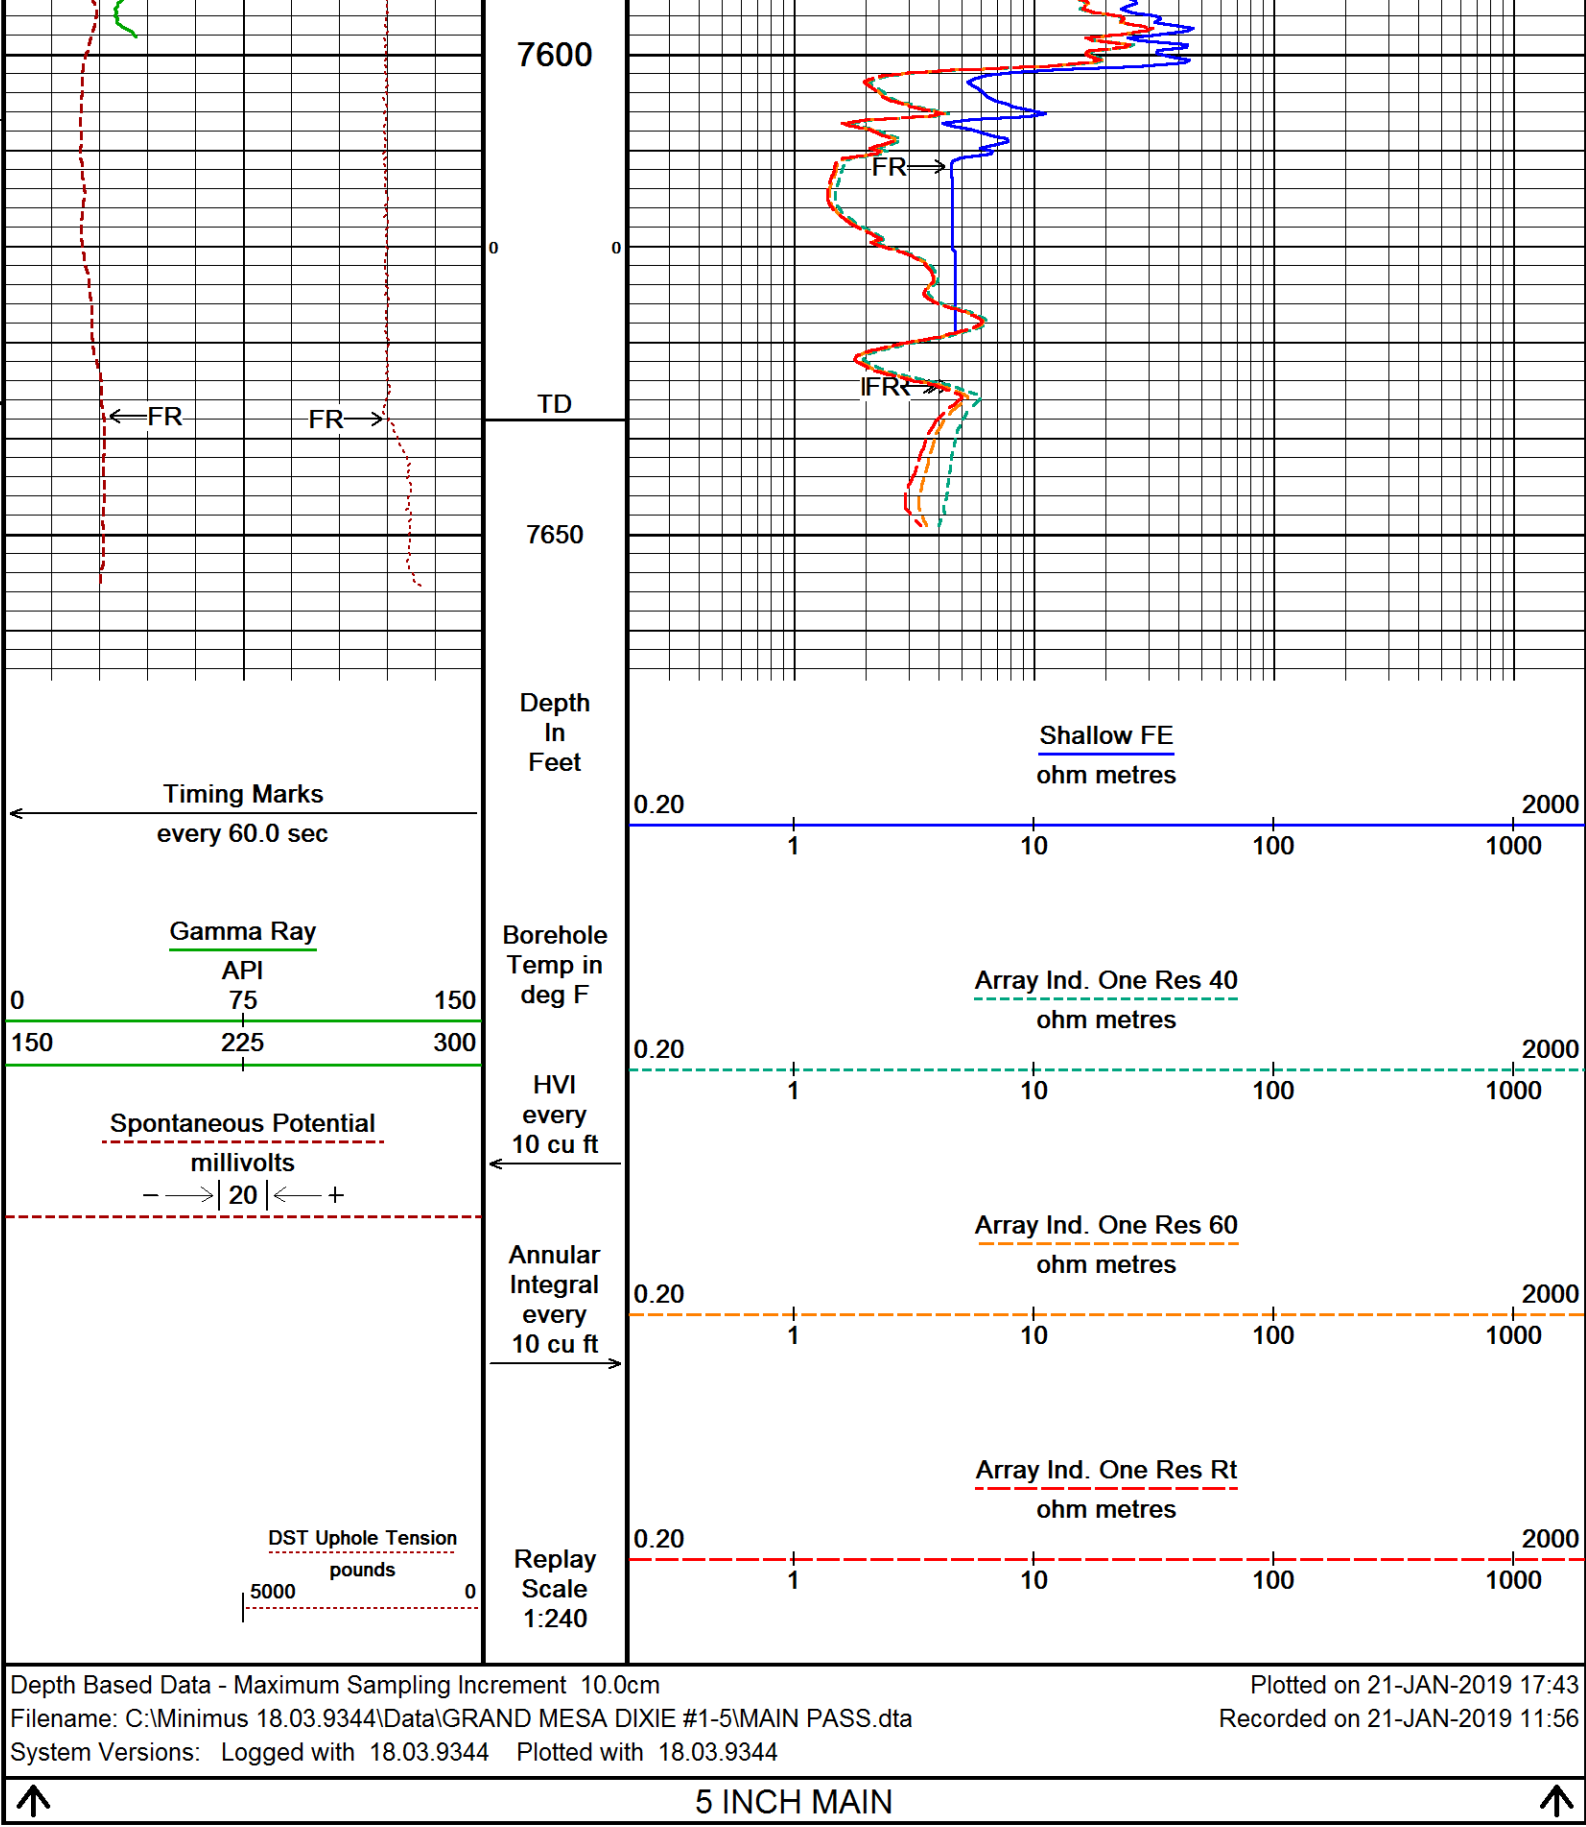 7600
FR
0 0
IFR
TD
FR FR
7650
Depth
In
Feet
Shallow FE
ohm metres
0.20 2000
1 10 100 1000
Timing Marks
every 60.0 sec
Gamma Ray
API
0 75 150
150 225 300
Borehole
Temp in
deg F
Array Ind. One Res 40
ohm metres
0.20 2000
1 10 100 1000
HVI
every
10 cu ft
Spontaneous Potential
millivolts
− 20 +
Array Ind. One Res 60
ohm metres
0.20 2000
1 10 100 1000
Annular
Integral
every
10 cu ft
Array Ind. One Res Rt
ohm metres
0.20 2000
1 10 100 1000
DST Uphole Tension
pounds
5000 0
Replay
Scale
1:240
Depth Based Data - Maximum Sampling Increment 10.0cm
Plotted on 21-JAN-2019 17:43
Filename: C:\Minimus 18.03.9344\Data\GRAND MESA DIXIE #1-5\MAIN PASS.dta
Recorded on 21-JAN-2019 11:56
System Versions: Logged with 18.03.9344 Plotted with 18.03.9344
5 INCH MAIN